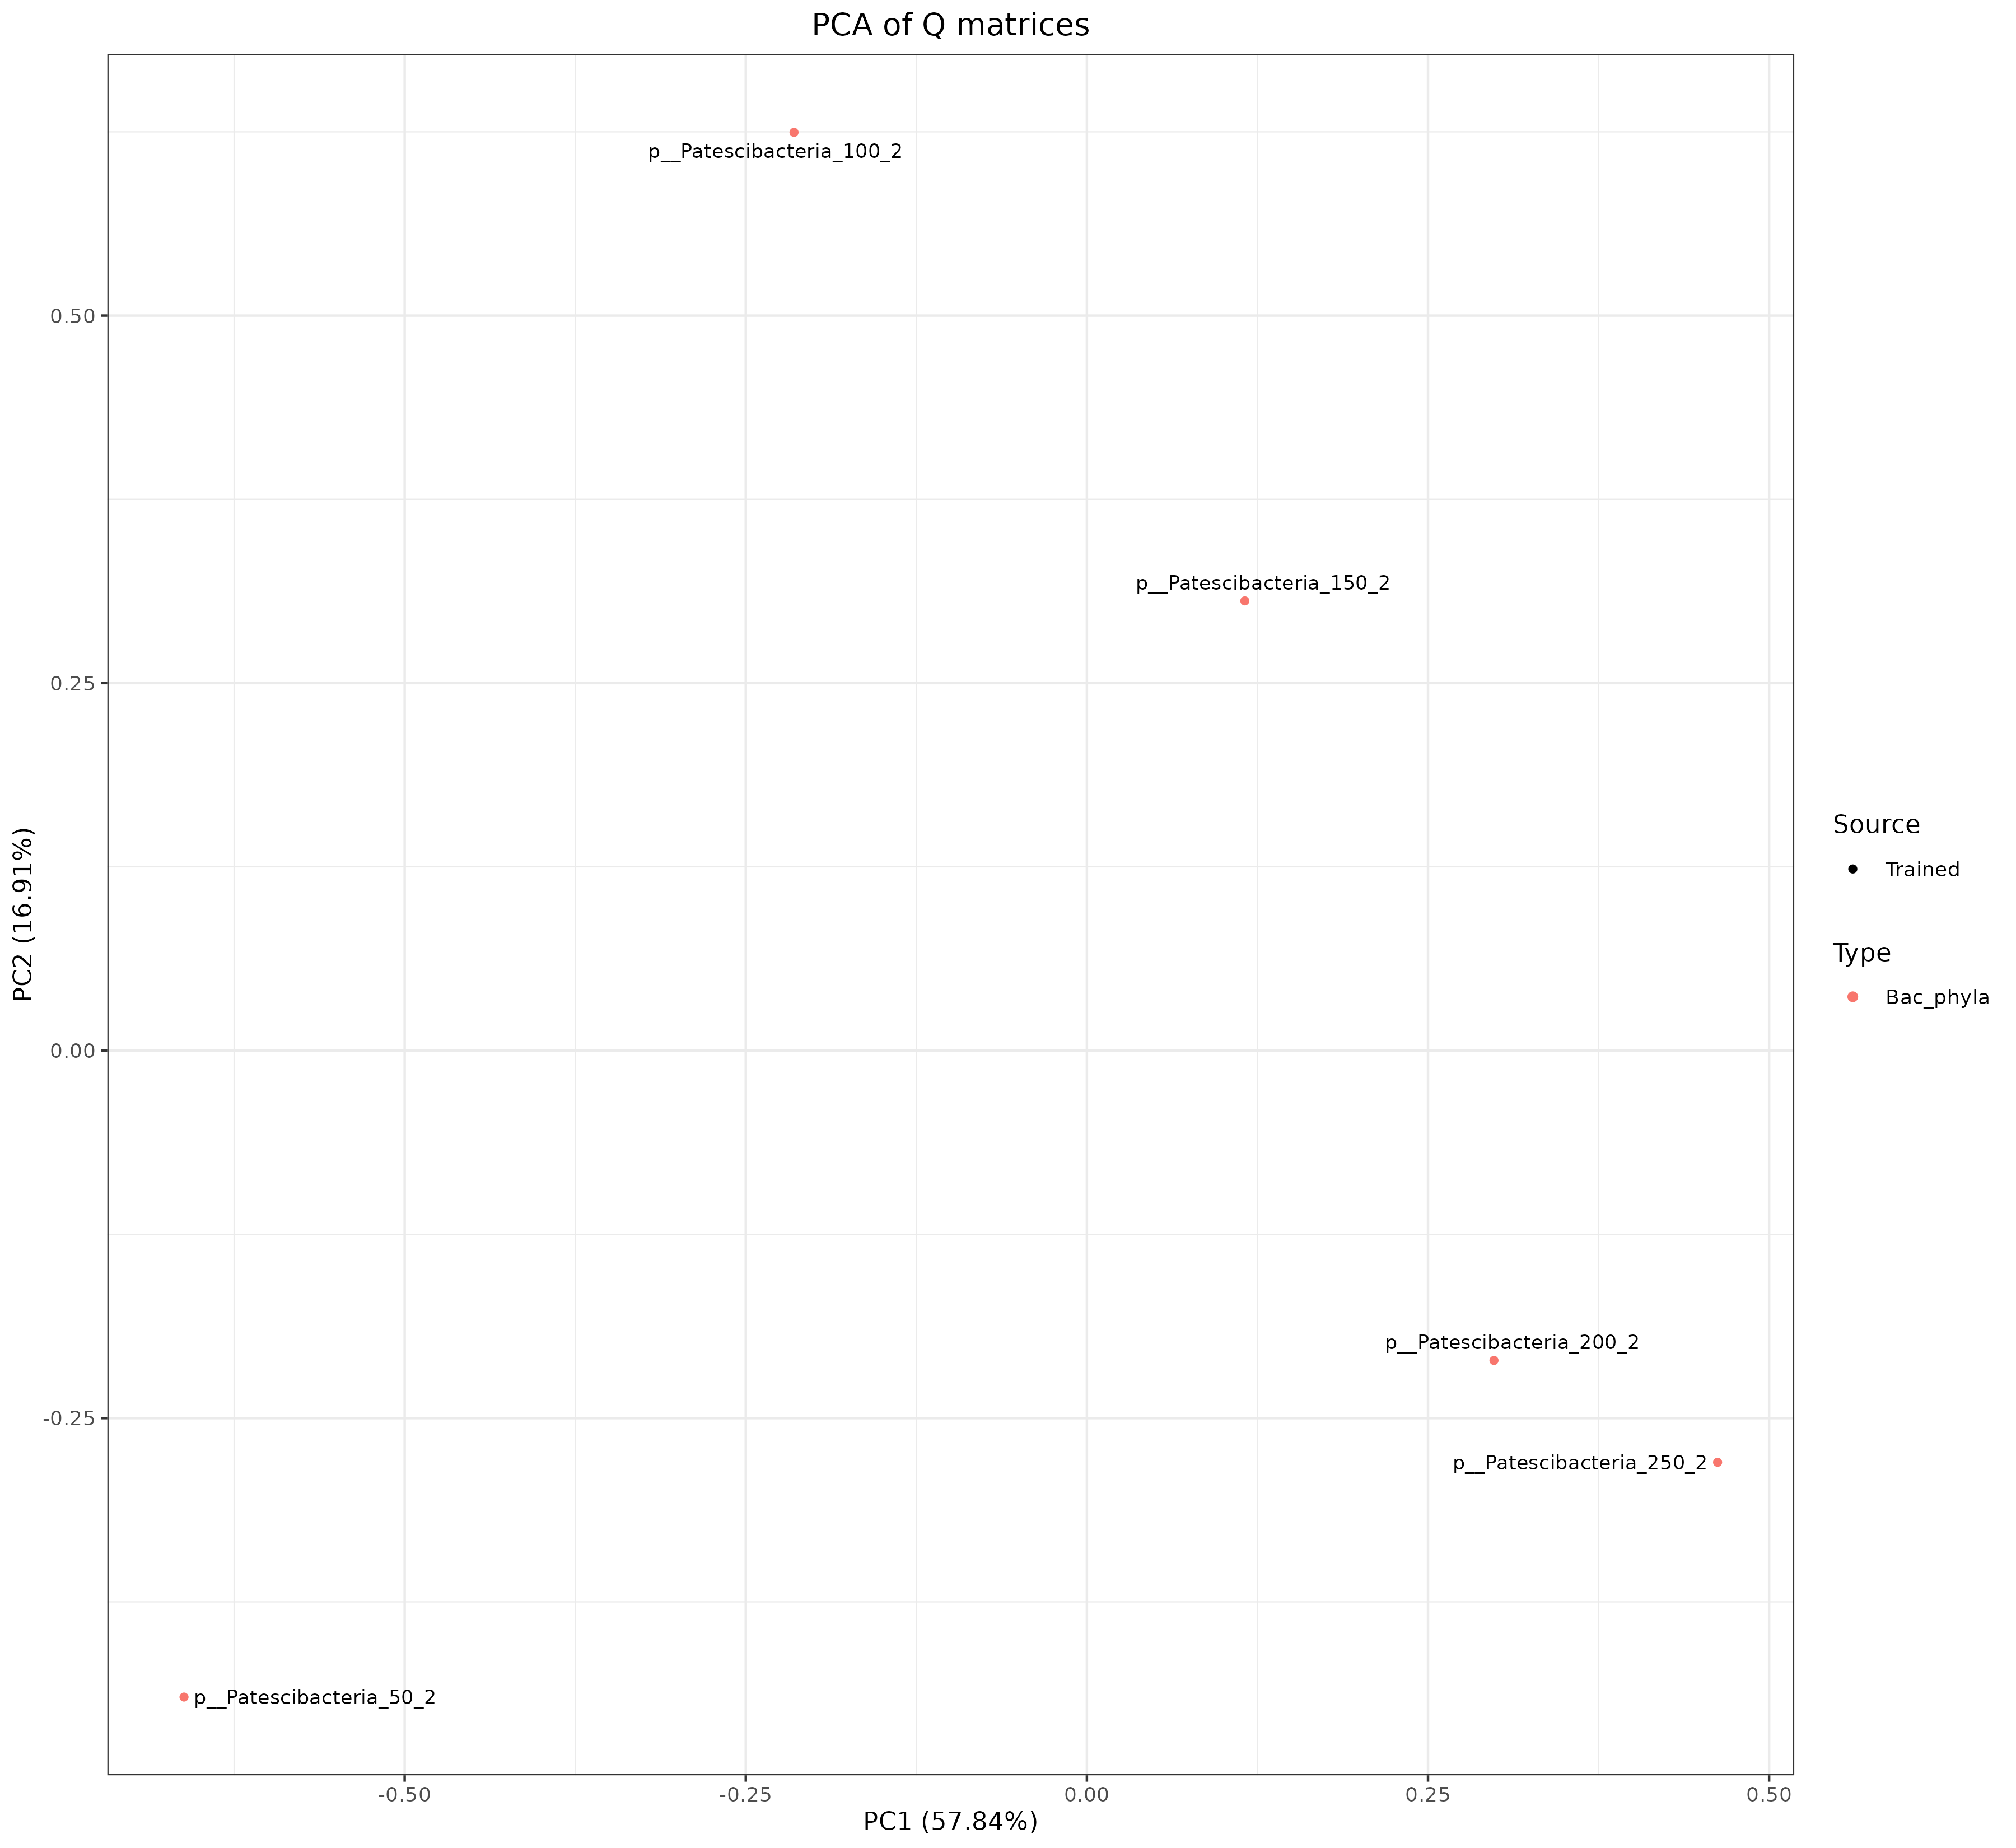 PCA of Q matrices
p__Patescibacteria_100_2
p__Patescibacteria_150_2
p__Patescibacteria_200_2
p__Patescibacteria_250_2
p__Patescibacteria_50_2
0.50
0.25
0.00
-0.25
PC2 (16.91%)
-0.50
-0.25
0.00
0.25
0.50
PC1 (57.84%)
Source
Trained
Type
Bac_phyla